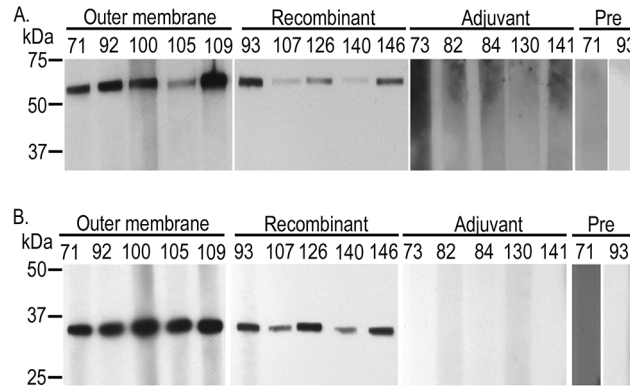 A. Outer membrane Recombinant Adjuvant Pre
kDa 71 92 100 105 109 93 107 126 140 146 73 82 84 130 141 71 93
75
50
37
B. Outer membrane Recombinant Adjuvant Pre
kDa 71 92 100 105 109 93 107 126 140 146 73 82 84 130 141 71 93
50
37
25